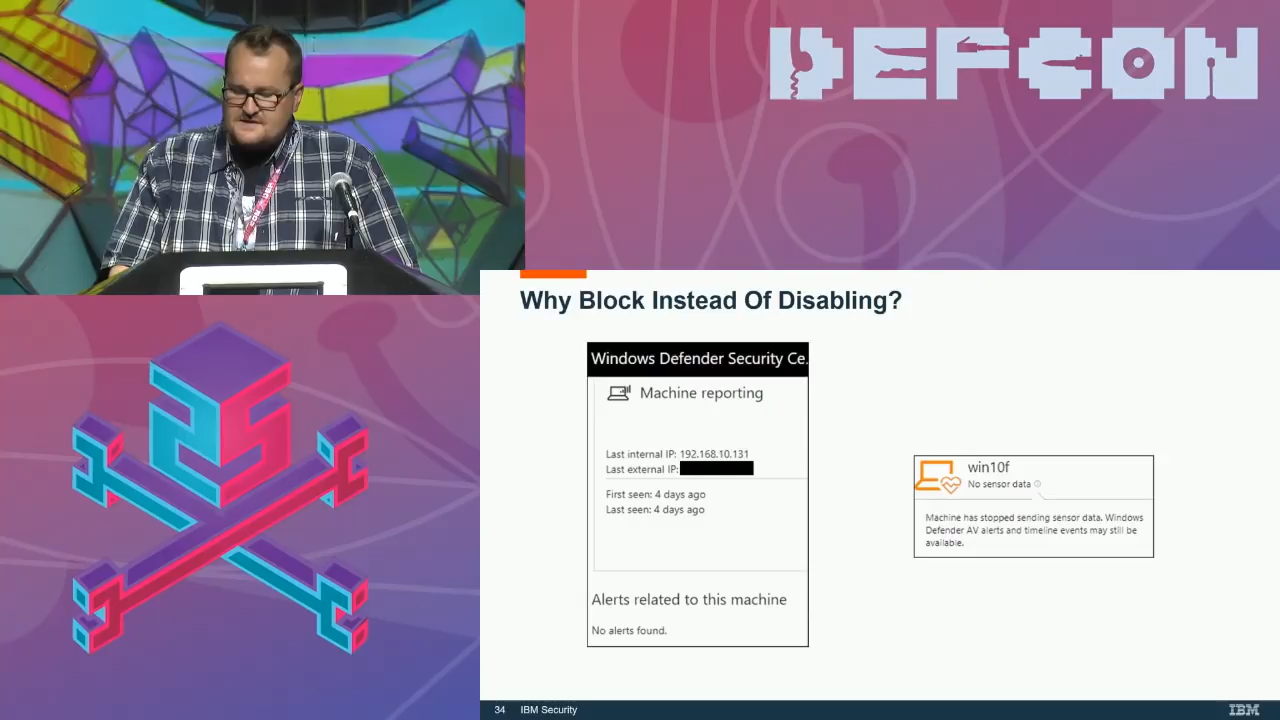 DEFCON
Why Block Instead Of Disabling?
Windows Defender Security Ce.
Machine reporting
Last internal IP: 192.168.10.131
Last external IP:
First seen: 4 days ago
Last seen: 4 days ago
Alerts related to this machine
No alerts found.
win10f
No sensor data
Machine has stopped sending sensor data. Windows
Defender AV alerts and timeline events may still be
available.
34 IBM Security
IBM